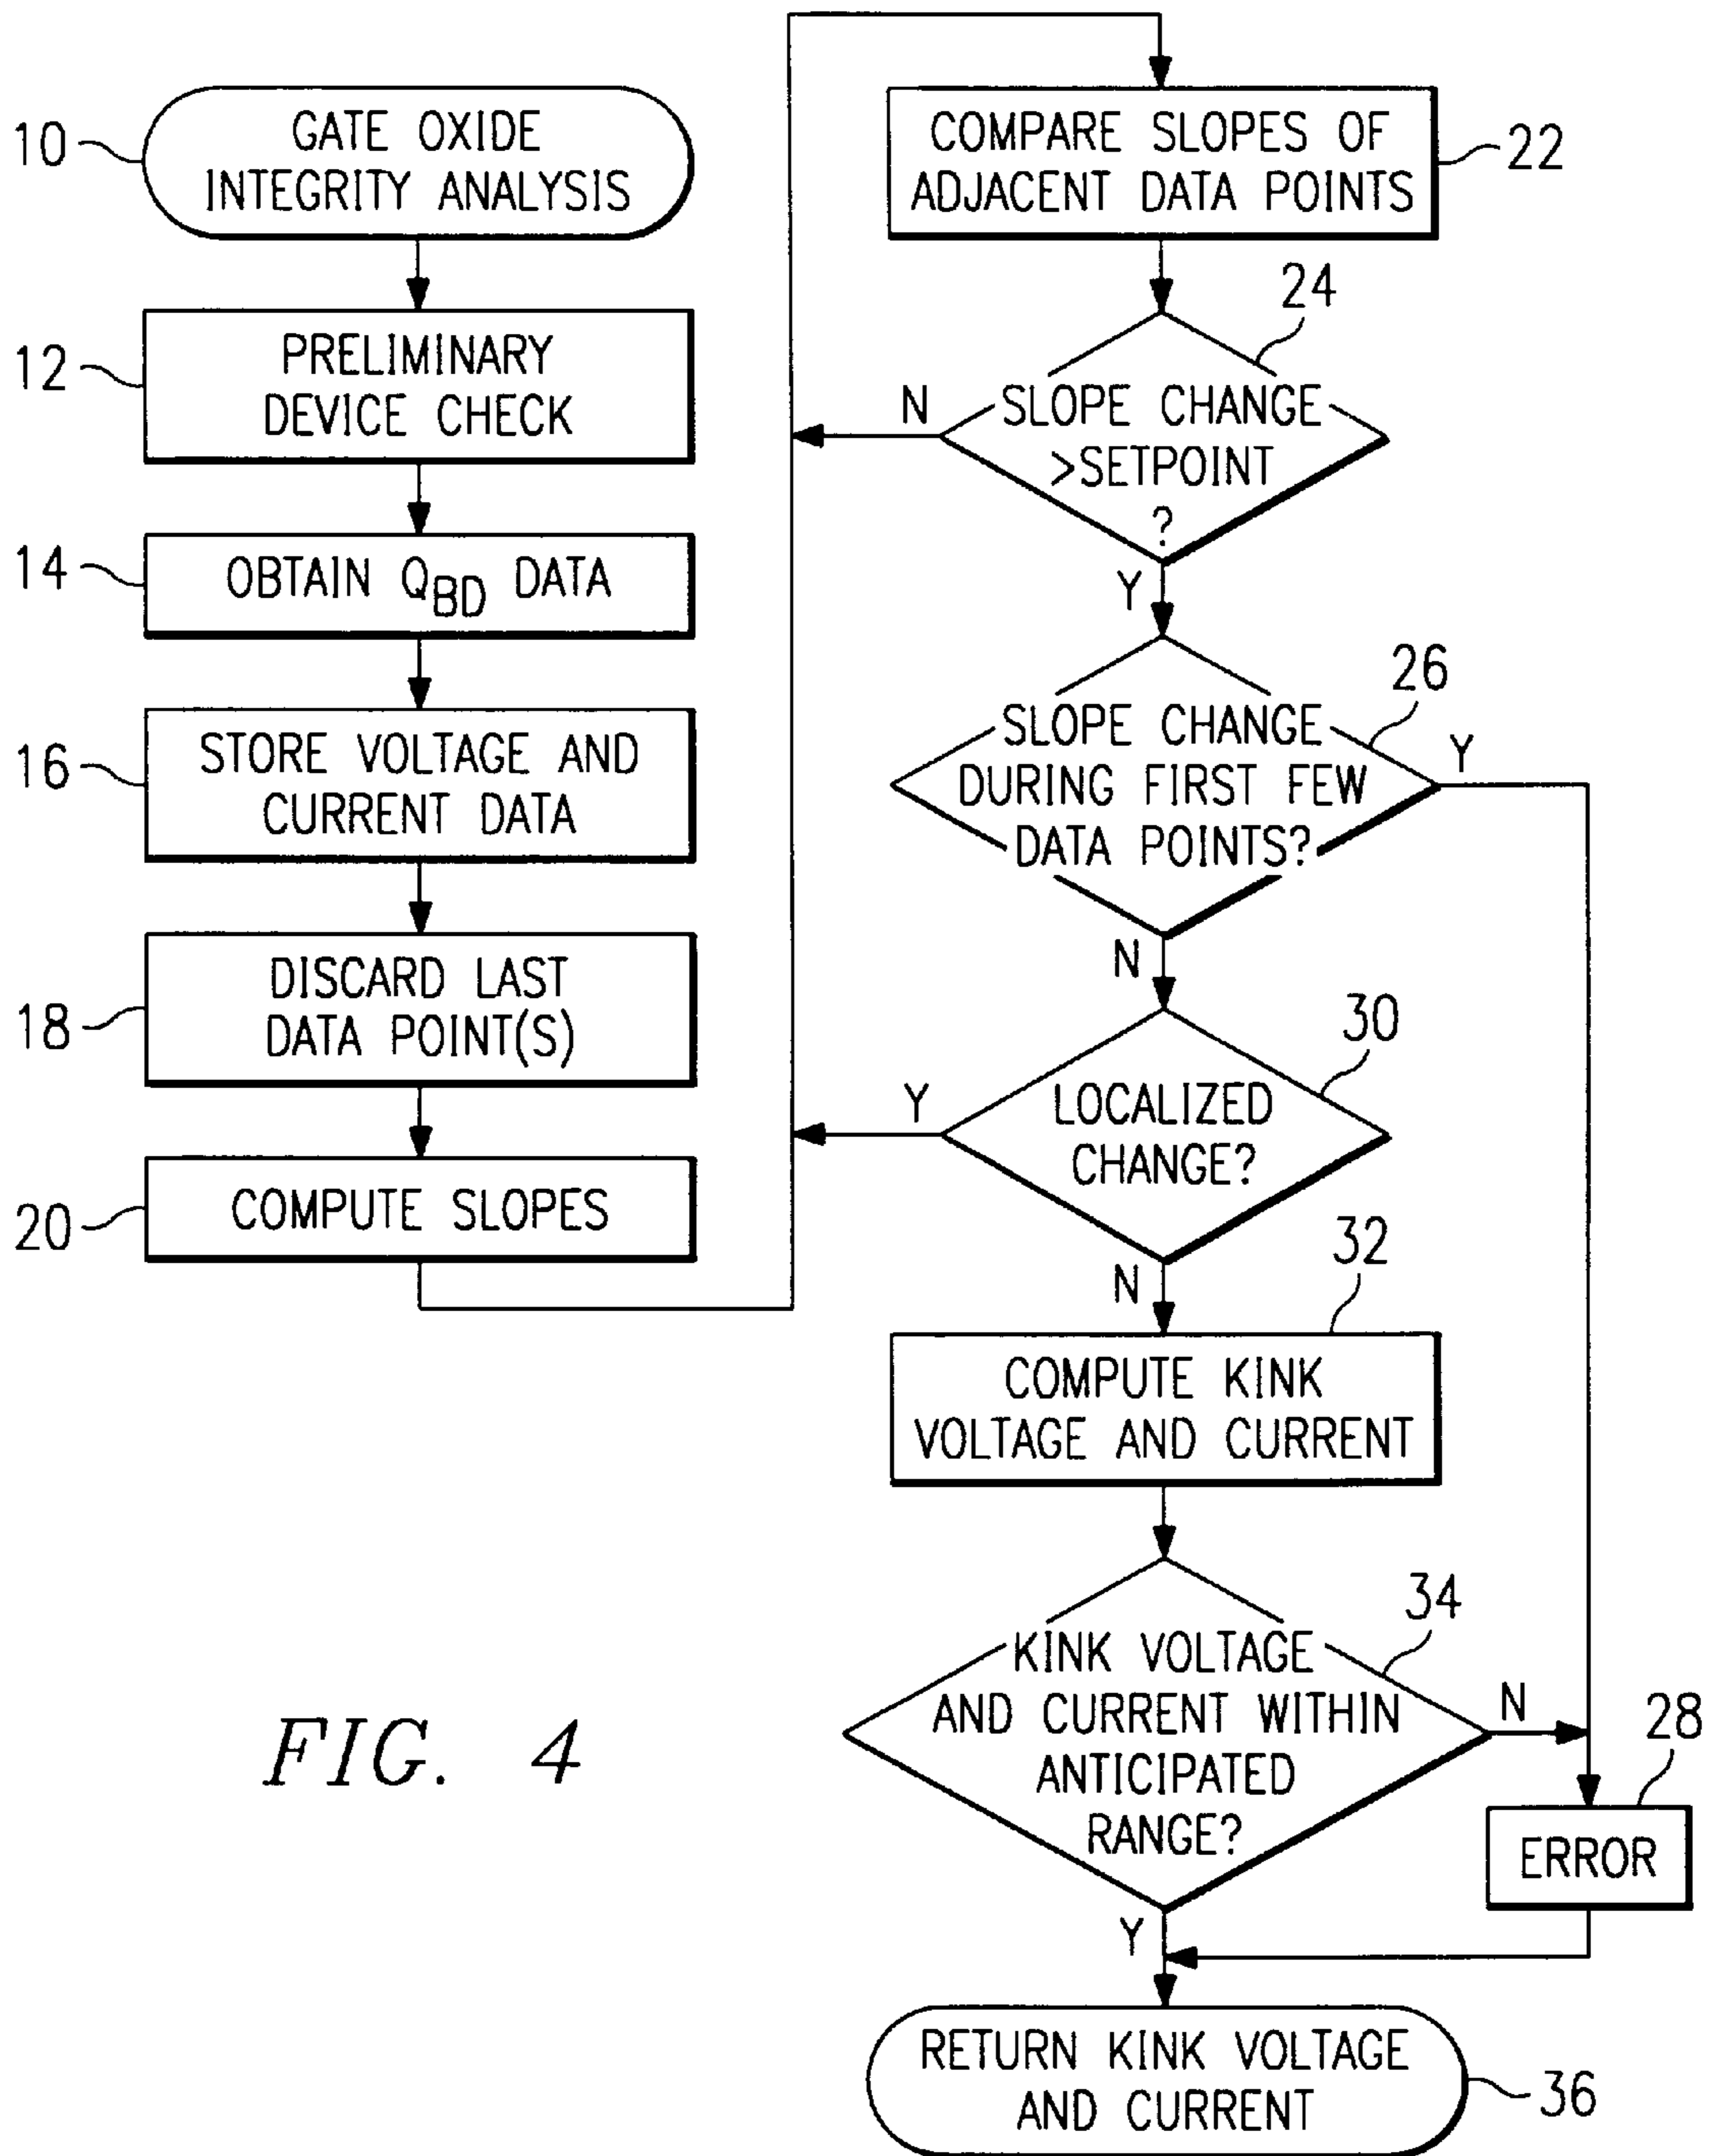 10
GATE OXIDE
INTEGRITY ANALYSIS
12
PRELIMINARY
DEVICE CHECK
14
OBTAIN QBD DATA
16
STORE VOLTAGE AND
CURRENT DATA
18
DISCARD LAST
DATA POINT(S)
20
COMPUTE SLOPES
COMPARE SLOPES OF
ADJACENT DATA POINTS
22
24
N
SLOPE CHANGE
>SETPOINT
?
Y
26
SLOPE CHANGE
DURING FIRST FEW
DATA POINTS?
Y
N
30
Y
LOCALIZED
CHANGE?
N
32
COMPUTE KINK
VOLTAGE AND CURRENT
34
KINK VOLTAGE
AND CURRENT WITHIN
ANTICIPATED
RANGE?
N
28
ERROR
Y
RETURN KINK VOLTAGE
AND CURRENT
36
FIG. 4